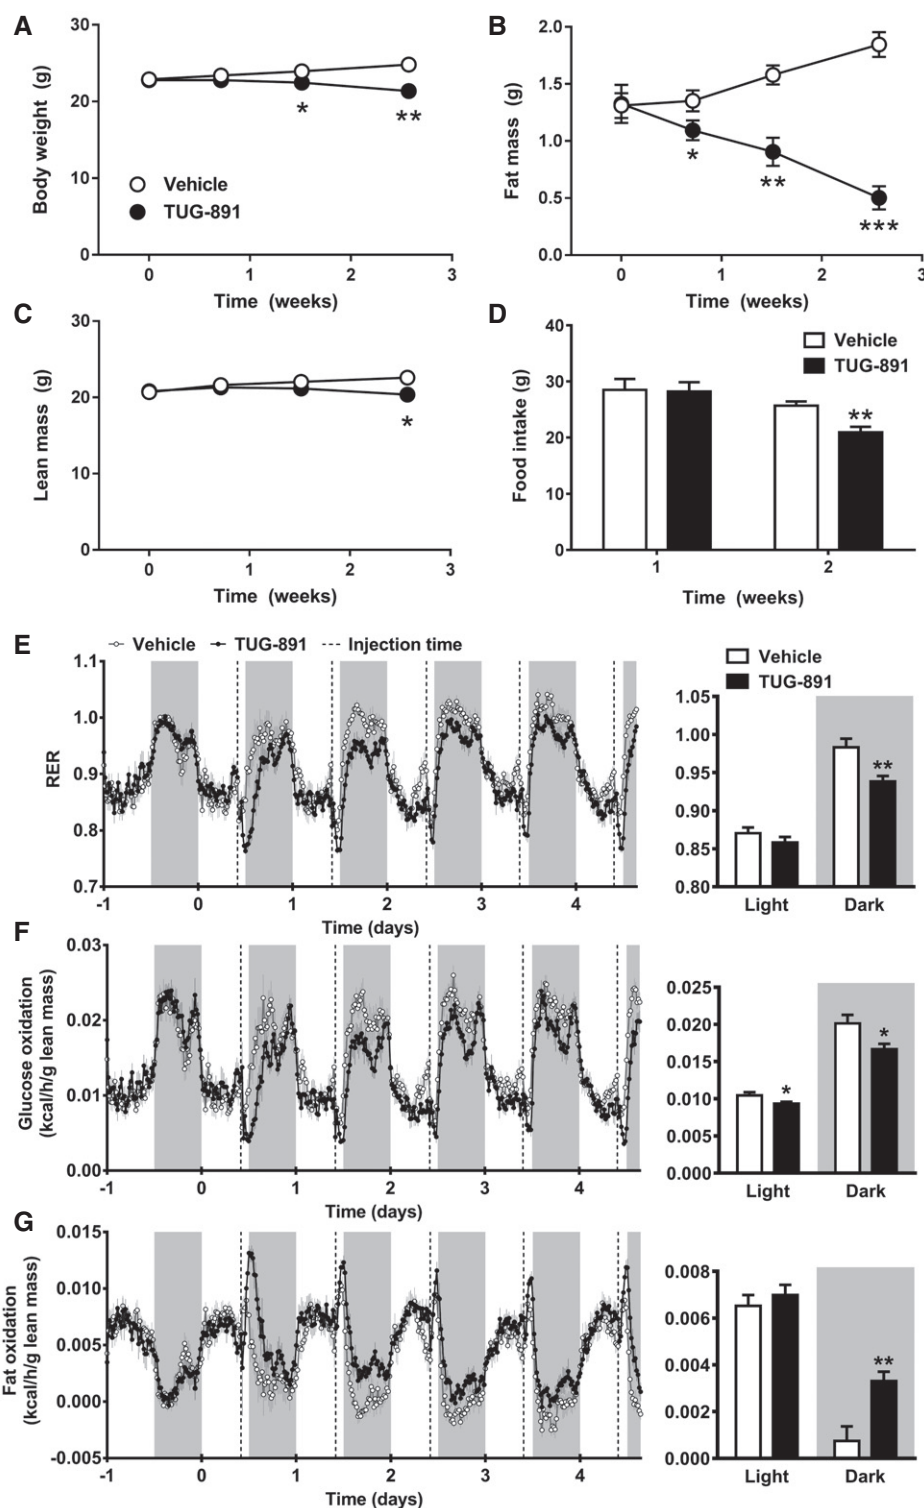 A
30
20
10
0
Body weight (g)
Vehicle
TUG-891
*
**
0 1 2 3
Time (weeks)
B
2.0
1.5
1.0
0.5
0.0
Fat mass (g)
*
**
***
0 1 2 3
Time (weeks)
C
30
20
10
0
Lean mass (g)
*
0 1 2 3
Time (weeks)
D
40
30
20
10
0
Food intake (g)
Vehicle
TUG-891
**
1 2
Time (weeks)
E
Vehicle TUG-891 Injection time
1.1
1.0
0.9
0.8
0.7
RER
-1 0 1 2 3 4
Time (days)
Vehicle
TUG-891
1.05
1.00
0.95
0.90
0.85
0.80
**
Light Dark
F
0.03
0.02
0.01
0.00
Glucose oxidation
(kcal/h/g lean mass)
-1 0 1 2 3 4
Time (days)
0.025
0.020
0.015
0.010
0.005
0.000
*
*
Light Dark
G
0.015
0.010
0.005
0.000
-0.005
Fat oxidation
(kcal/h/g lean mass)
-1 0 1 2 3 4
Time (days)
0.008
0.006
0.004
0.002
0.000
**
Light Dark